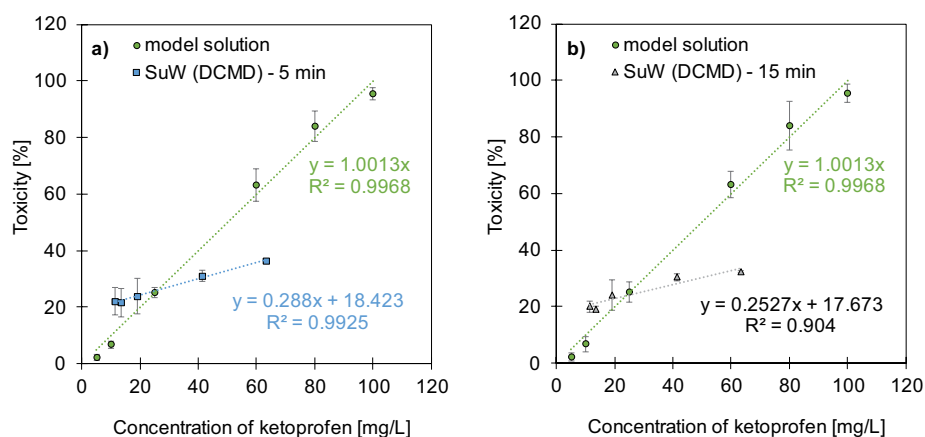 a)
model solution
SuW (DCMD) - 5 min
120
100
80
60
40
20
0
Toxicity [%]
y = 1.0013x
R² = 0.9968
y = 0.288x + 18.423
R² = 0.9925
0 20 40 60 80 100 120
Concentration of ketoprofen [mg/L]
b)
model solution
SuW (DCMD) - 15 min
120
100
80
60
40
20
0
Toxicity [%]
y = 1.0013x
R² = 0.9968
y = 0.2527x + 17.673
R² = 0.904
0 20 40 60 80 100 120
Concentration of ketoprofen [mg/L]